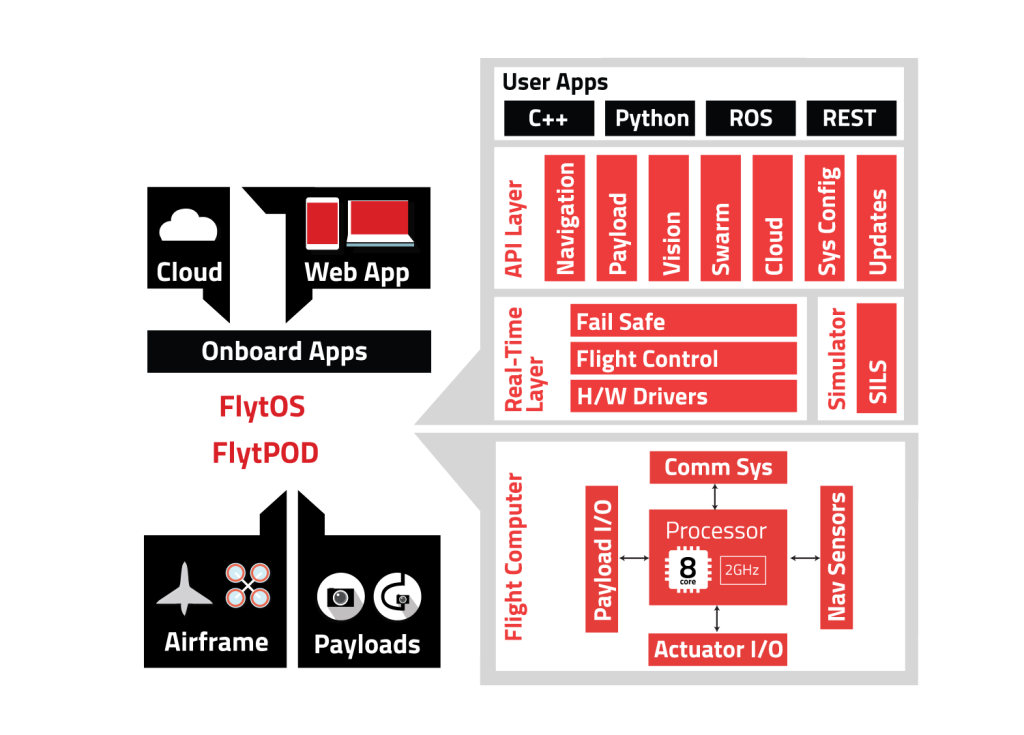 Cloud
Web App
Onboard Apps
FlytOS
FlytPOD
Airframe
Payloads
User Apps
C++
Python
ROS
REST
API Layer
Navigation
Payload
Vision
Swarm
Cloud
Sys Config
Updates
Real-Time
Layer
Fail Safe
Flight Control
H/W Drivers
Simulator
SILS
Flight Computer
Comm Sys
Payload I/O
Processor
8
core
2GHz
Nav Sensors
Actuator I/O